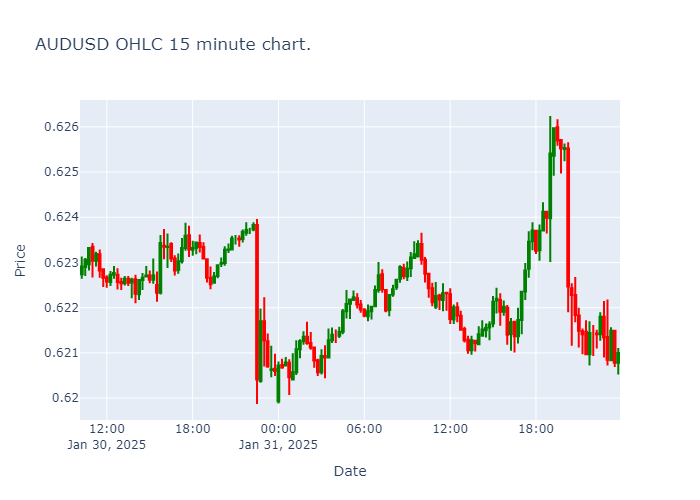 AUDUSD OHLC 15 minute chart.
0.626
0.625
0.624
0.623
0.622
0.621
0.62
Price
12:00 18:00 00:00 06:00 12:00 18:00
Jan 30, 2025 Jan 31, 2025
Date